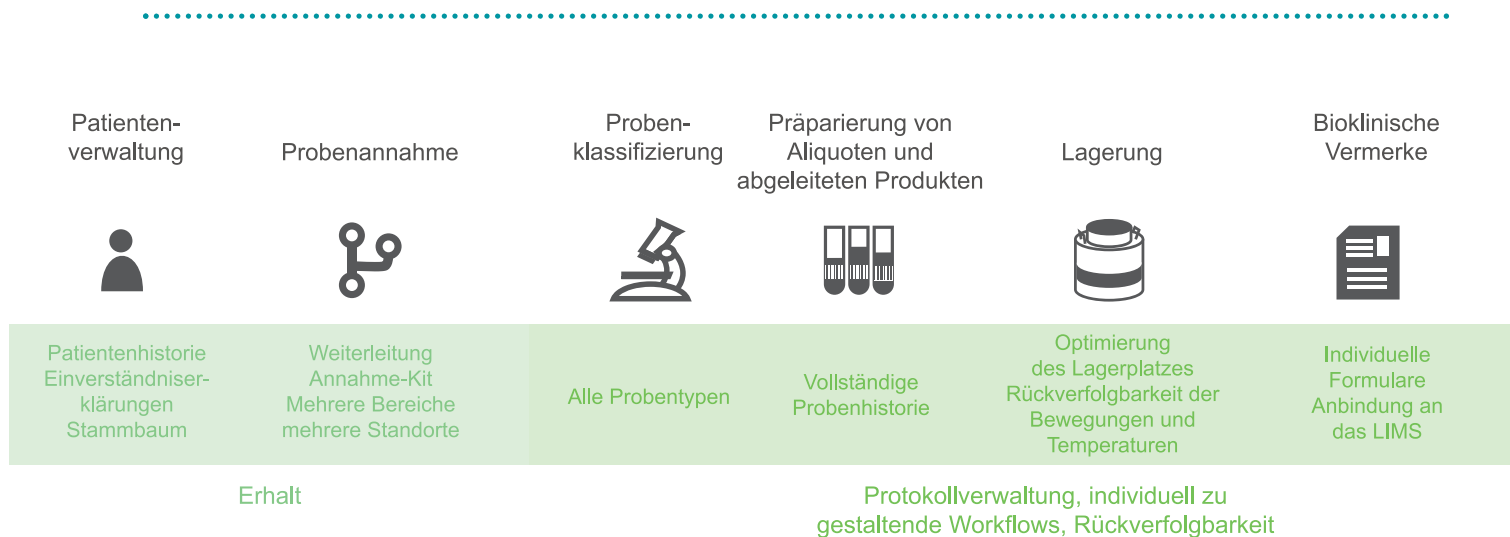 Patienten-
verwaltung
Probenannahme
Proben-
klassifizierung
Präparierung von
Aliquoten und
abgeleiteten Produkten
Lagerung
Bioklinische
Vermerke
Patientenhistorie
Einverständniser-
klärungen
Stammbaum
Weiterleitung
Annahme-Kit
Mehrere Bereiche
mehrere Standorte
Alle Probentypen
Vollständige
Probenhistorie
Optimierung
des Lagerplatzes
Rückverfolgbarkeit der
Bewegungen und
Temperaturen
Individuelle
Formulare
Anbindung an
das LIMS
Erhalt
Protokollverwaltung, individuell zu
gestaltende Workflows, Rückverfolgbarkeit